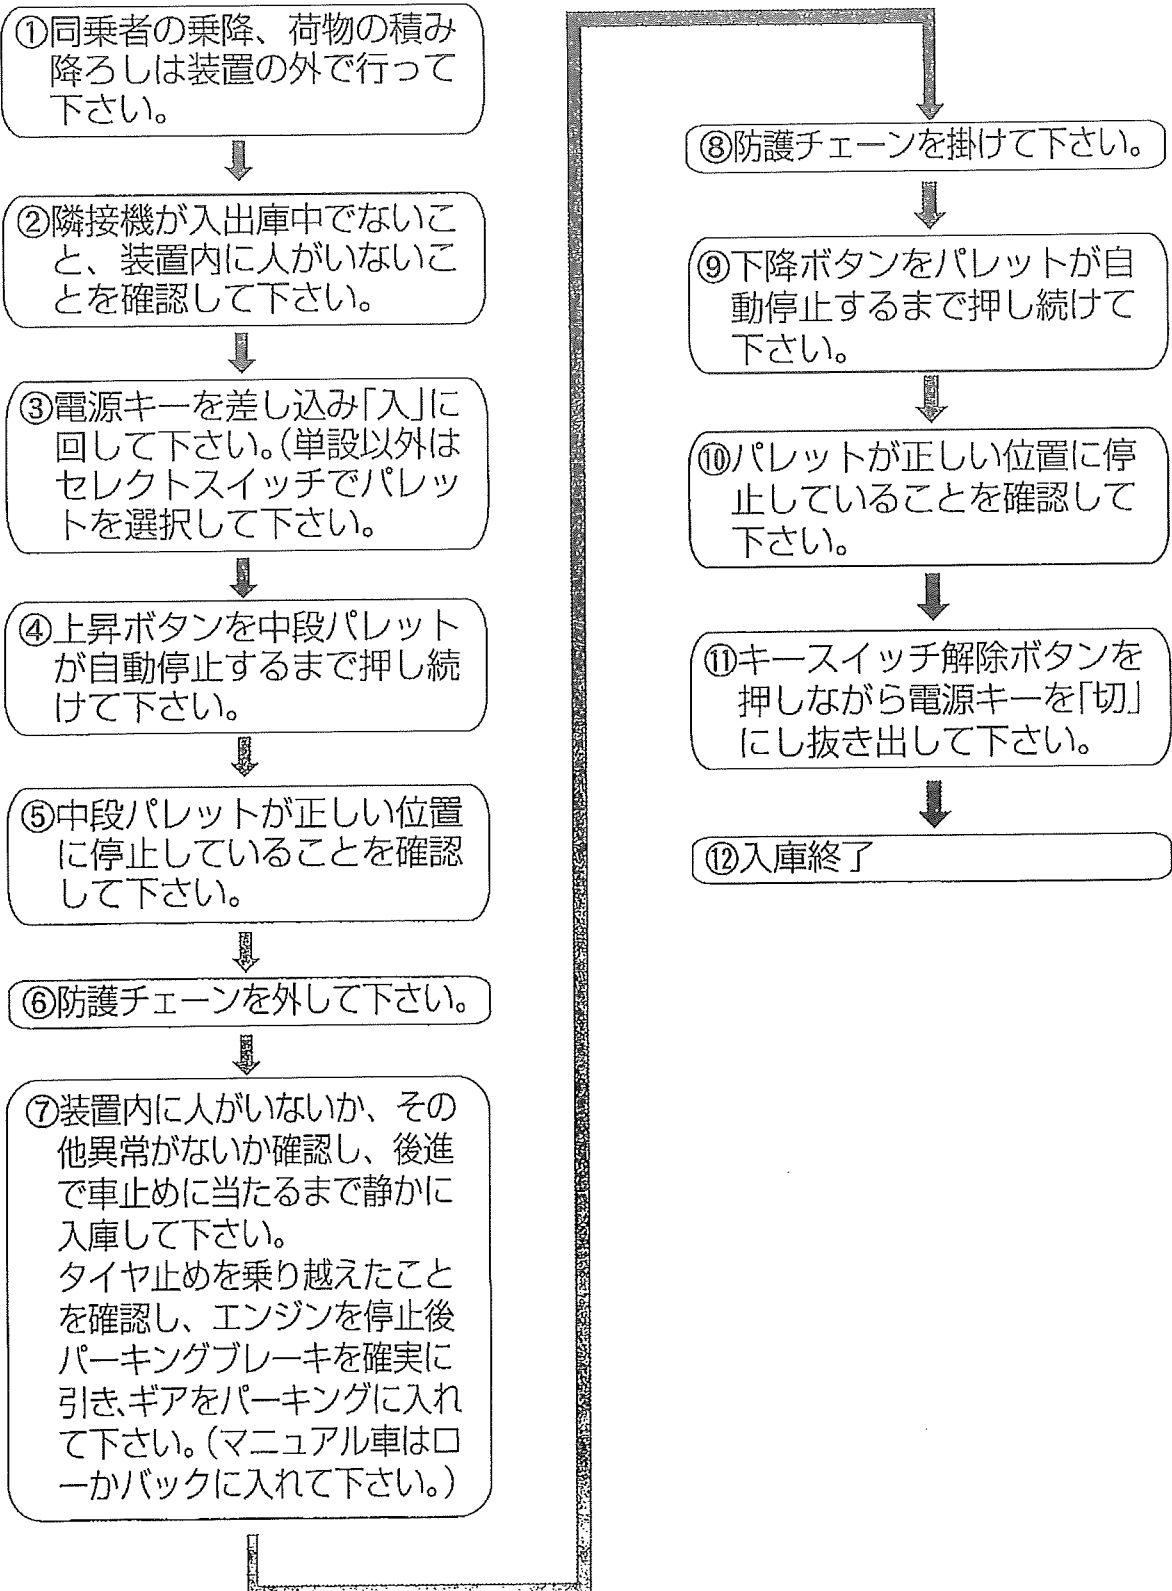 ①同乗者の乗降、荷物の積み
降ろしは装置の外で行って
下さい。
②隣接機が入出庫中でないこ
と、装置内に人がいないこ
とを確認して下さい。
③電源キーを差し込み「入」に
回して下さい。(単設以外は
セレクトスイッチでパレッ
トを選択して下さい。
④上昇ボタンを中段パレット
が自動停止するまで押し続
けて下さい。
⑤中段パレットが正しい位置
に停止していることを確認
して下さい。
⑥防護チェーンを外して下さい。
⑦装置内に人がいないか、その
他異常がないか確認し、後進
で車止めに当たるまで静かに
入庫して下さい。
タイヤ止めを乗り越えたこと
を確認し、エンジンを停止後
パーキングブレーキを確実に
引き、ギアをパーキングに入れ
て下さい。(マニュアル車はロ
ーかバックに入れて下さい。)
⑧防護チェーンを掛けて下さい。
⑨下降ボタンをパレットが自
動停止するまで押し続けて
下さい。
⑩パレットが正しい位置に停
止していることを確認して
下さい。
⑪キースイッチ解除ボタンを
押しながら電源キーを「切」
にし抜き出して下さい。
⑫入庫終了